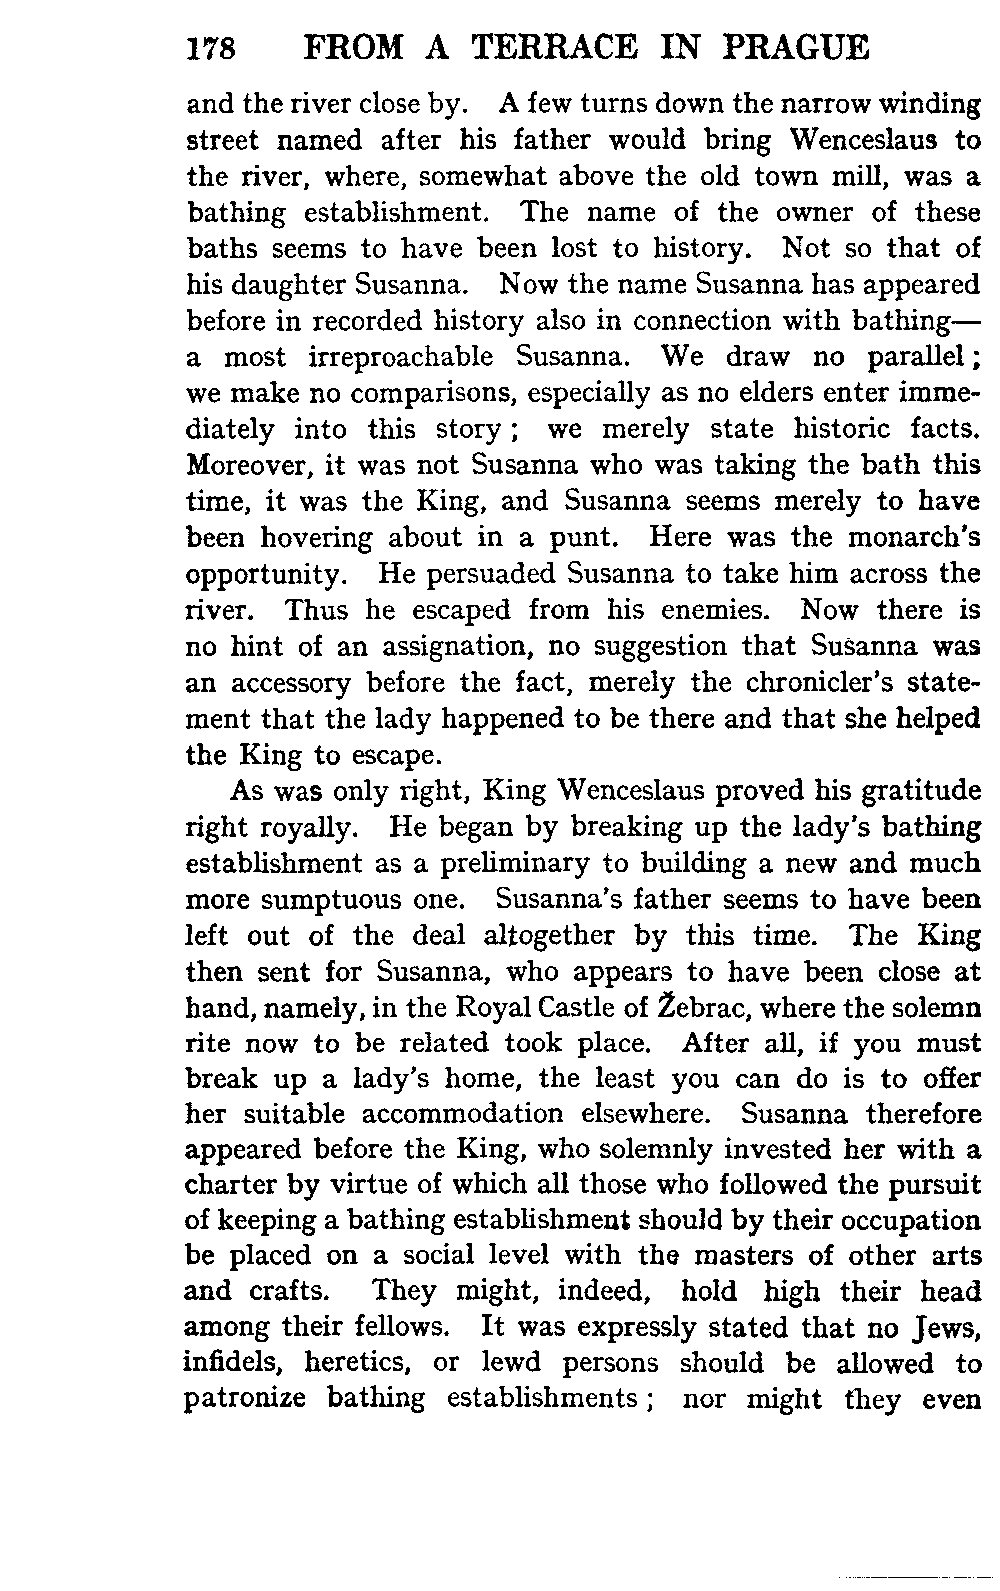 178 FROM A TERRACE IN PRAGUE
and the river close by. A few turns down the narrow winding
street named after his father would bring Wenceslaus to
the river, where, somewhat above the old town mill, was a
bathing establishment. The name of the owner of these
baths seems to have been lost to history. Not so that of
his daughter Susanna. Now the name Susanna has appeared
before in recorded history also in connection with bathing—
a most irreproachable Susanna. We draw no parallel ;
we make no comparisons, especially as no elders enter imme-
diately into this story ; we merely state historic facts.
Moreover, it was not Susanna who was taking the bath this
time, it was the King, and Susanna seems merely to have
been hovering about in a punt. Here was the monarch's
opportunity. He persuaded Susanna to take him across the
river. Thus he escaped from his enemies. Now there is
no hint of an assignation, no suggestion that Susanna was
an accessory before the fact, merely the chronicler's state-
ment that the lady happened to be there and that she helped
the King to escape.
As was only right, King Wenceslaus proved his gratitude
right royally. He began by breaking up the lady's bathing
establishment as a preliminary to building a new and much
more sumptuous one. Susanna's father seems to have been
left out of the deal altogether by this time. The King
then sent for Susanna, who appears to have been close at
hand, namely, in the Royal Castle of Žebrac, where the solemn
rite now to be related took place. After all, if you must
break up a lady's home, the least you can do is to offer
her suitable accommodation elsewhere. Susanna therefore
appeared before the King, who solemnly invested her with a
charter by virtue of which all those who followed the pursuit
of keeping a bathing establishment should by their occupation
be placed on a social level with the masters of other arts
and crafts. They might, indeed, hold high their head
among their fellows. It was expressly stated that no Jews,
infidels, heretics, or lewd persons should be allowed to
patronize bathing establishments ; nor might they even